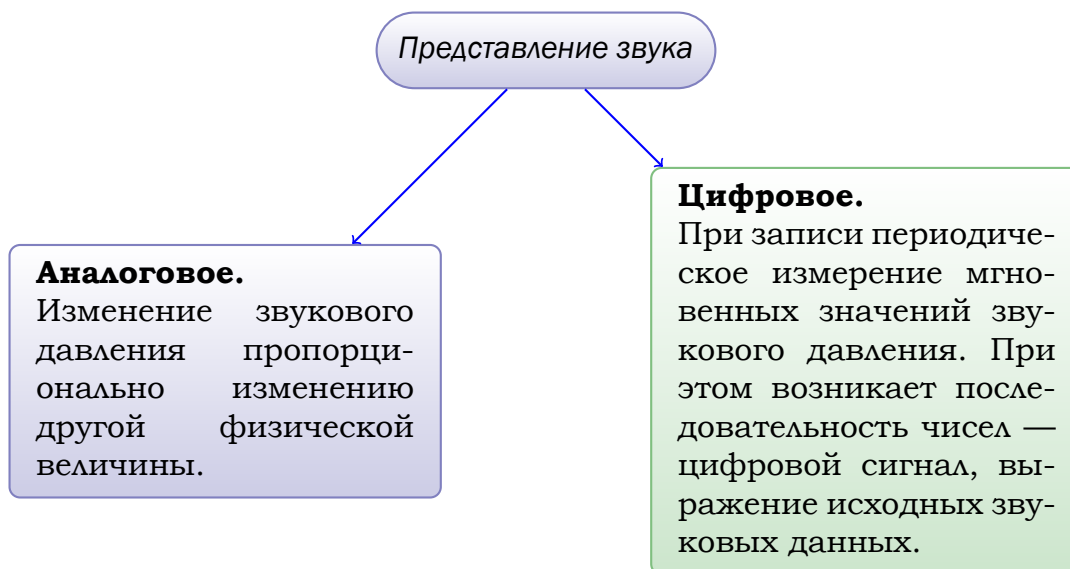 Представление звука
Аналоговое.
Изменение звукового
давления пропорци-
онально изменению
другой физической
величины.
Цифровое.
При записи периодиче-
ское измерение мгно-
венных значений зву-
кового давления. При
этом возникает после-
довательность чисел —
цифровой сигнал, вы-
ражение исходных зву-
ковых данных.